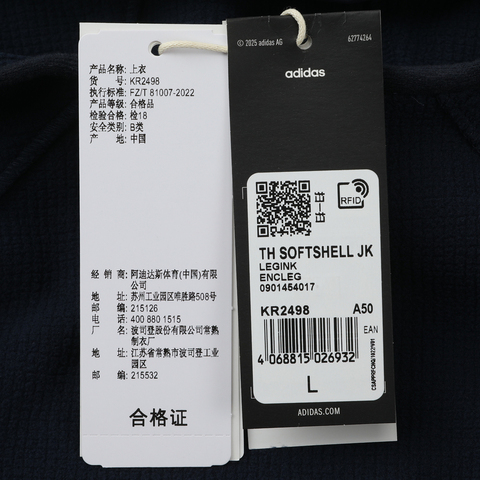 产品名称: 上衣
货 号: KR2498
执行标准: FZ/T 81007-2022
产品等级: 合格品
检验合格: 检18
安全类别: B类
产 地: 中国
经 销 商: 阿迪达斯体育(中国)有限公司
地 址: 苏州工业园区唯胜路508号
邮 编: 215126
电 话: 400 880 1515
厂 名: 波司登股份有限公司常熟
制衣厂
地 址: 江苏省常熟市波司登工业
园区
邮 编: 215532
合格证
© 2025 adidas AG
62774264
adidas
RFID
TH SOFTSHELL JK
LEGINK
ENCLEG
0901454017
KR2498 A50
EAN
4 068815 026932
L
ADIDAS.COM